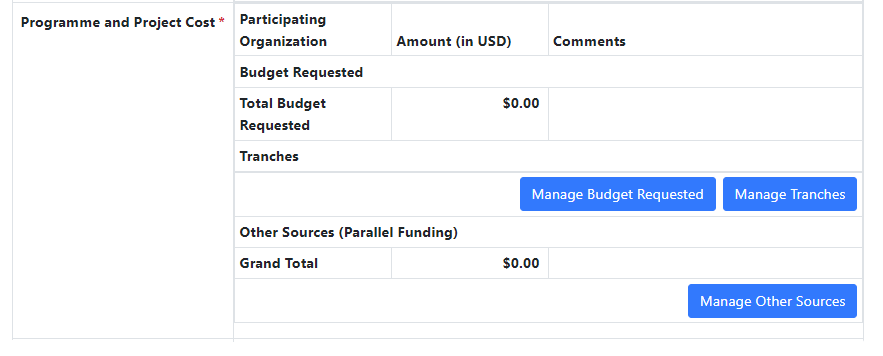 Programme and Project Cost *
Participating
Organization
Amount (in USD)
Comments
Budget Requested
Total Budget
Requested
$0.00
Tranches
Manage Budget Requested
Manage Tranches
Other Sources (Parallel Funding)
Grand Total
$0.00
Manage Other Sources